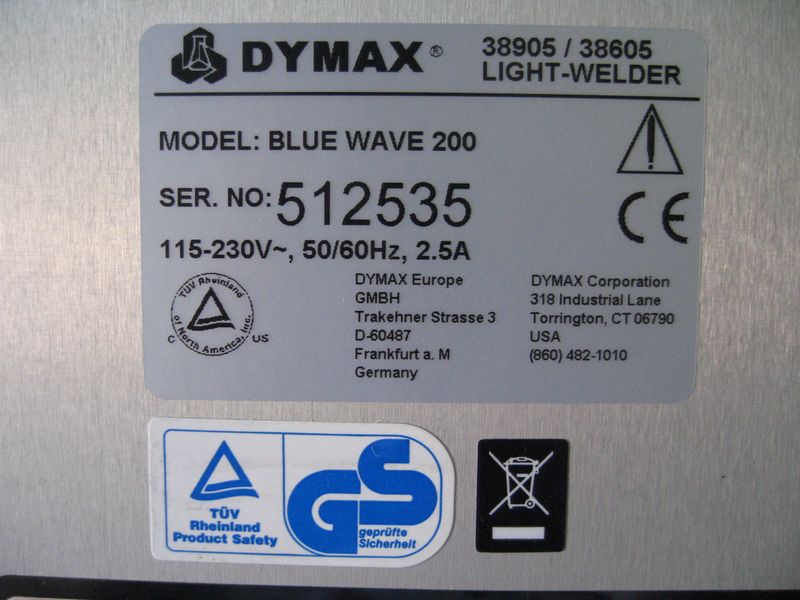 DYMAX®
38905 / 38605
LIGHT-WELDER
MODEL: BLUE WAVE 200
SER. NO: 512535
115-230V~, 50/60Hz, 2.5A
CE
TÜV Rheinland
of North America, Inc.
C US
DYMAX Europe
GMBH
Trakehner Strasse 3
D-60487
Frankfurt a. M
Germany
DYMAX Corporation
318 Industrial Lane
Torrington, CT 06790
USA
(860) 482-1010
TÜV
Rheinland
Product Safety
GS
geprüfte
Sicherheit